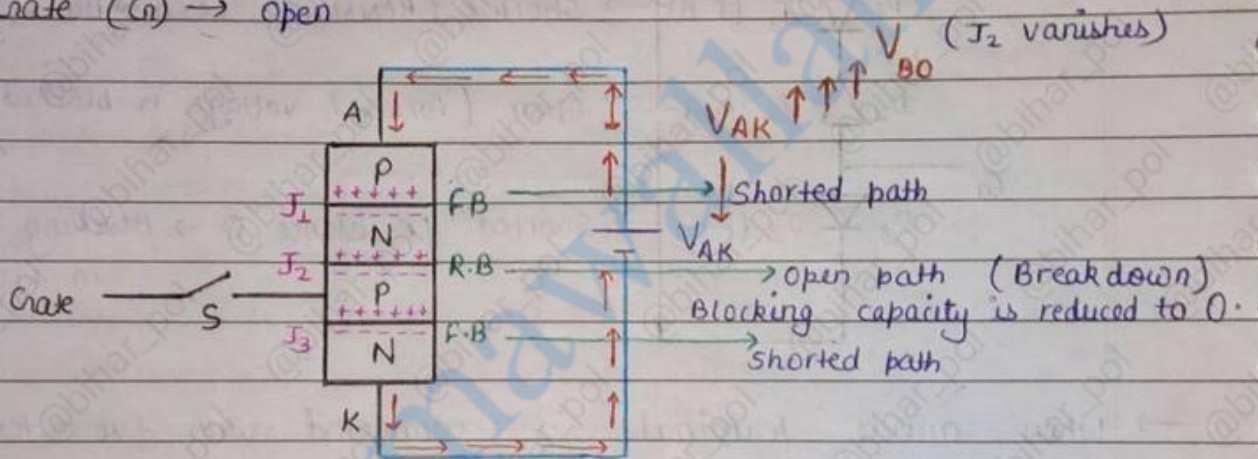 Gate (G) → Open
V_BO (J₂ vanishes)
V_AK ↑ ↑ ↑
A
P
+ + + + +
J₁
F.B → Shorted path
N
V_AK
+ + + + +
J₂
R.B → Open path (Breakdown)
Blocking capacity is reduced to 0.
Gate
S
P
+ + + + +
J₃
F.B → Shorted path
N
K
@bihar_pol